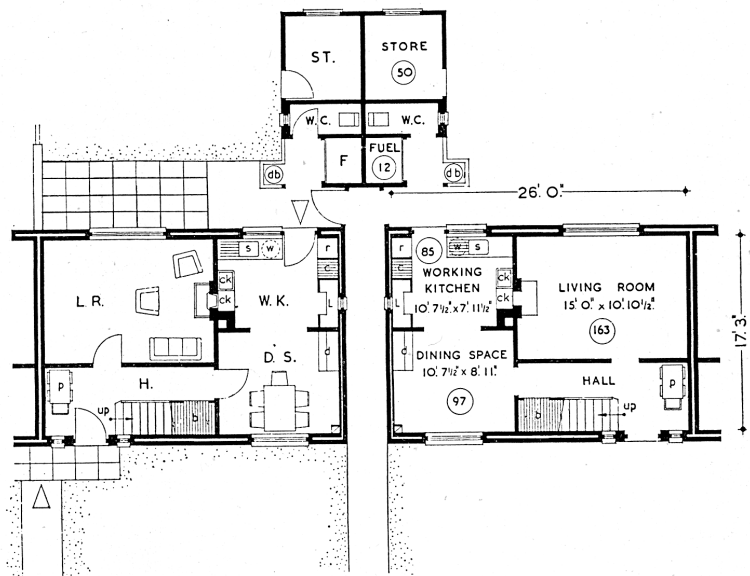 ST.
STORE
50
W.C.
W.C.
F
FUEL
12
db
db
26'. 0."
L. R.
s
w
r
c
ck
ck
L
W. K.
D. S.
d
H.
p
up
b
r
c
L
d
85
w
s
WORKING
KITCHEN
10'. 7½." x 7'. 11½"
ck
ck
DINING SPACE
10'. 7½" x 8'. 11."
97
LIVING ROOM
15'. 0." x 10'. 10½."
163
HALL
p
b
up
17'. 3."